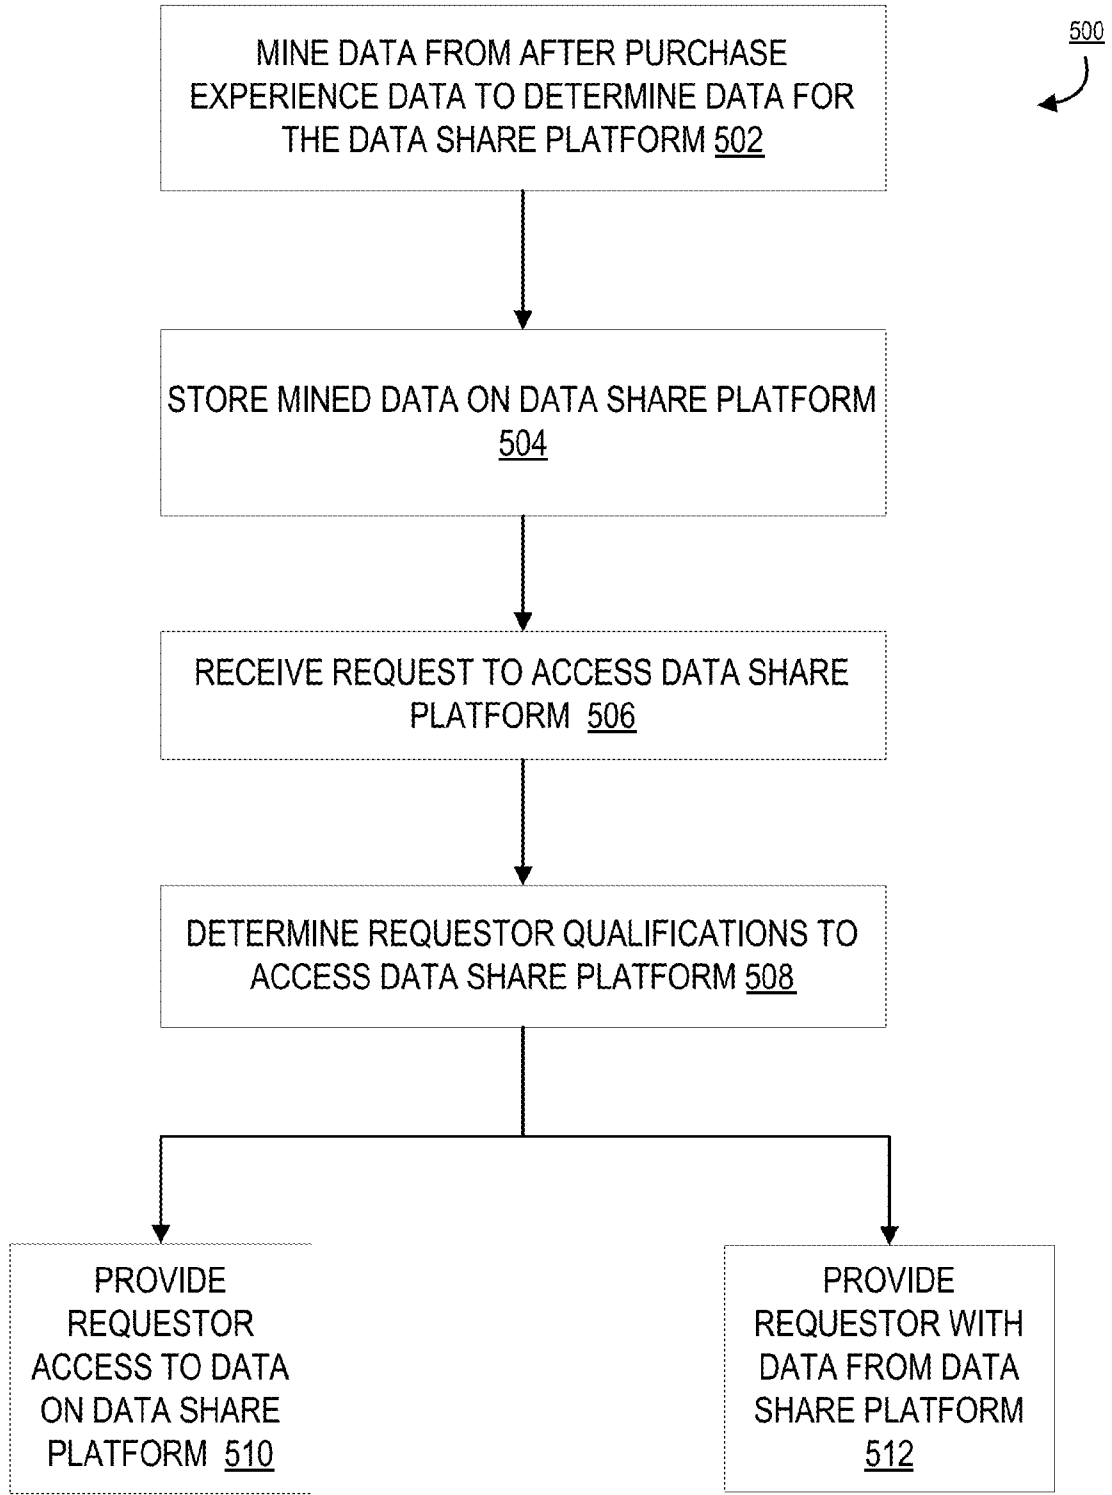 500
MINE DATA FROM AFTER PURCHASE
EXPERIENCE DATA TO DETERMINE DATA FOR
THE DATA SHARE PLATFORM 502
STORE MINED DATA ON DATA SHARE PLATFORM
504
RECEIVE REQUEST TO ACCESS DATA SHARE
PLATFORM 506
DETERMINE REQUESTOR QUALIFICATIONS TO
ACCESS DATA SHARE PLATFORM 508
PROVIDE
REQUESTOR
ACCESS TO DATA
ON DATA SHARE
PLATFORM 510
PROVIDE
REQUESTOR WITH
DATA FROM DATA
SHARE PLATFORM
512